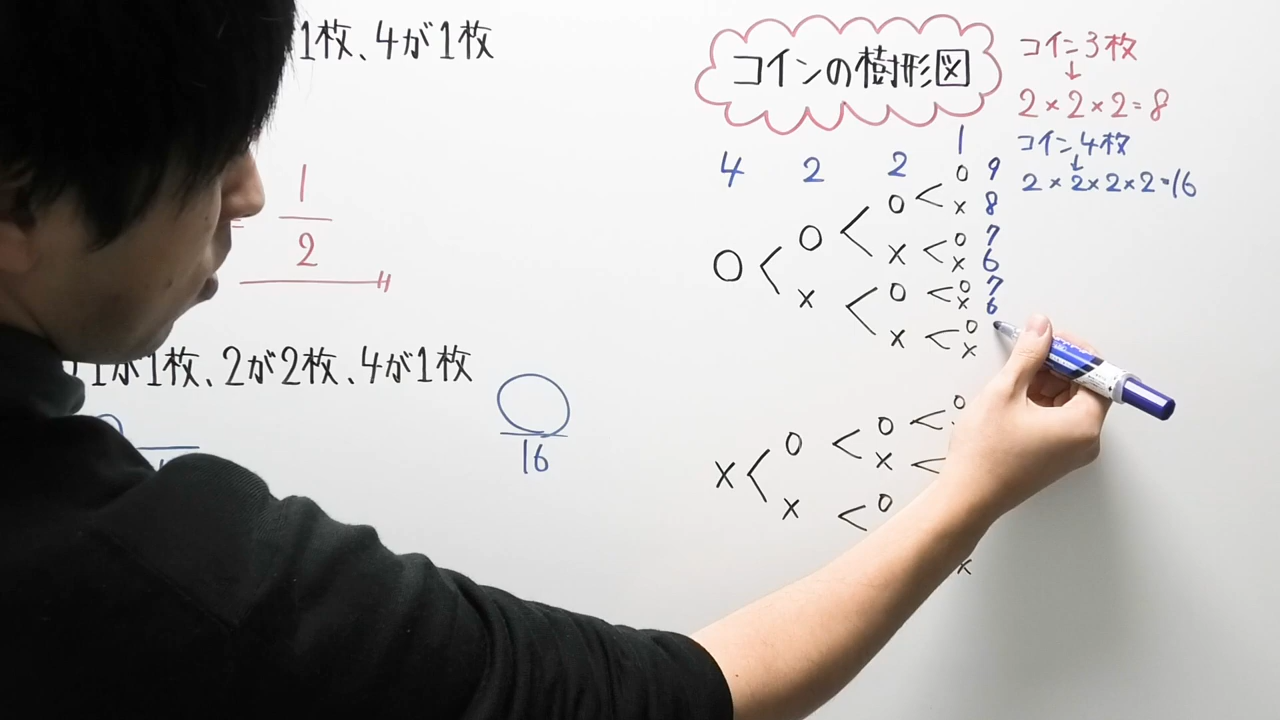 1枚、4が1枚
= 1/2
1が1枚、2が2枚、4が1枚
16
コインの樹形図
コイン3枚
↓
2×2×2=8
コイン4枚
↓
2×2×2×2=16
4 2 2 1
○ 9
○ < × 8
○ < × < ○ 7
× 6
○ < × < ○ < ○ 7
× 6
× < ○
×
○
× < ○ < ○ <
× <
× < ○
×